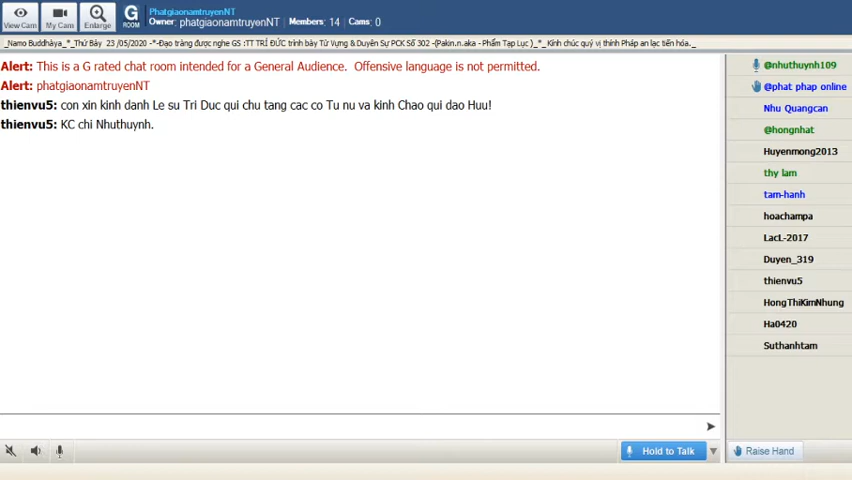 PhatgiaonamtruyenNT
Owner: phatgiaonamtruyenNT Members: 14 Cams: 0
View Cam My Cam Enlarge G ROOM
_Namo Buddhàya_*_Thứ Bảy 23 /05/2020 -*-Đạo tràng được nghe GS :TT TRÍ ĐỨC trình bày Từ Vựng &Duyên Sự PCK Số 302 -(Pakin.n.aka - Phẩm Tạp Lục )_*_ Kính chúc quý vị thính Pháp an lạc tiến hóa._
Alert: This is a G rated chat room intended for a General Audience. Offensive language is not permitted.
Alert: phatgiaonamtruyenNT
thienvu5: con xin kinh danh Le su Tri Duc qui chu tang cac co Tu nu va kinh Chao qui dao Huu!
thienvu5: KC chi Nhuthuynh.
@nhuthuynh109
@phat phap online
Nhu Quangcan
@hongnhat
Huyenmong2013
thy lam
tam-hanh
hoachampa
LacL-2017
Duyen_319
thienvu5
HongThiKimNhung
Ha0420
Suthanhtam
Hold to Talk
Raise Hand